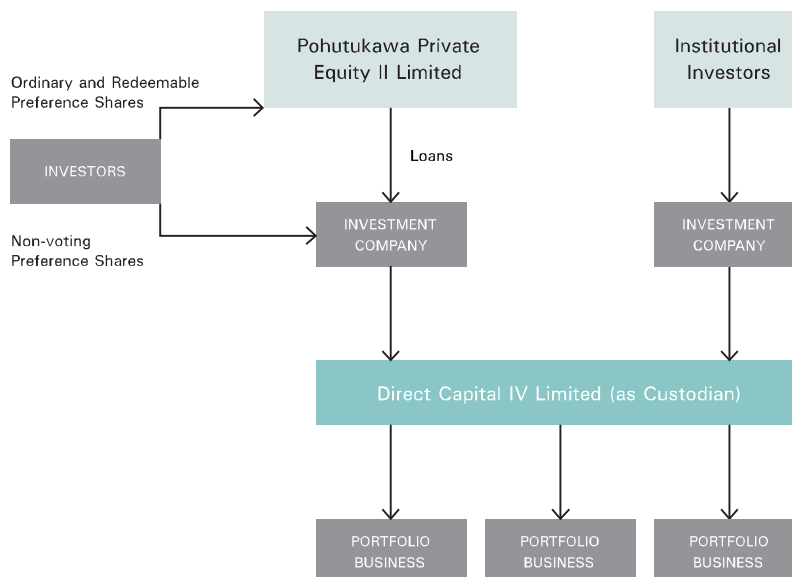 Pohutukawa Private
Equity II Limited
Institutional
Investors
Ordinary and Redeemable
Preference Shares
INVESTORS
Loans
Non-voting
Preference Shares
INVESTMENT
COMPANY
INVESTMENT
COMPANY
Direct Capital IV Limited (as Custodian)
PORTFOLIO
BUSINESS
PORTFOLIO
BUSINESS
PORTFOLIO
BUSINESS